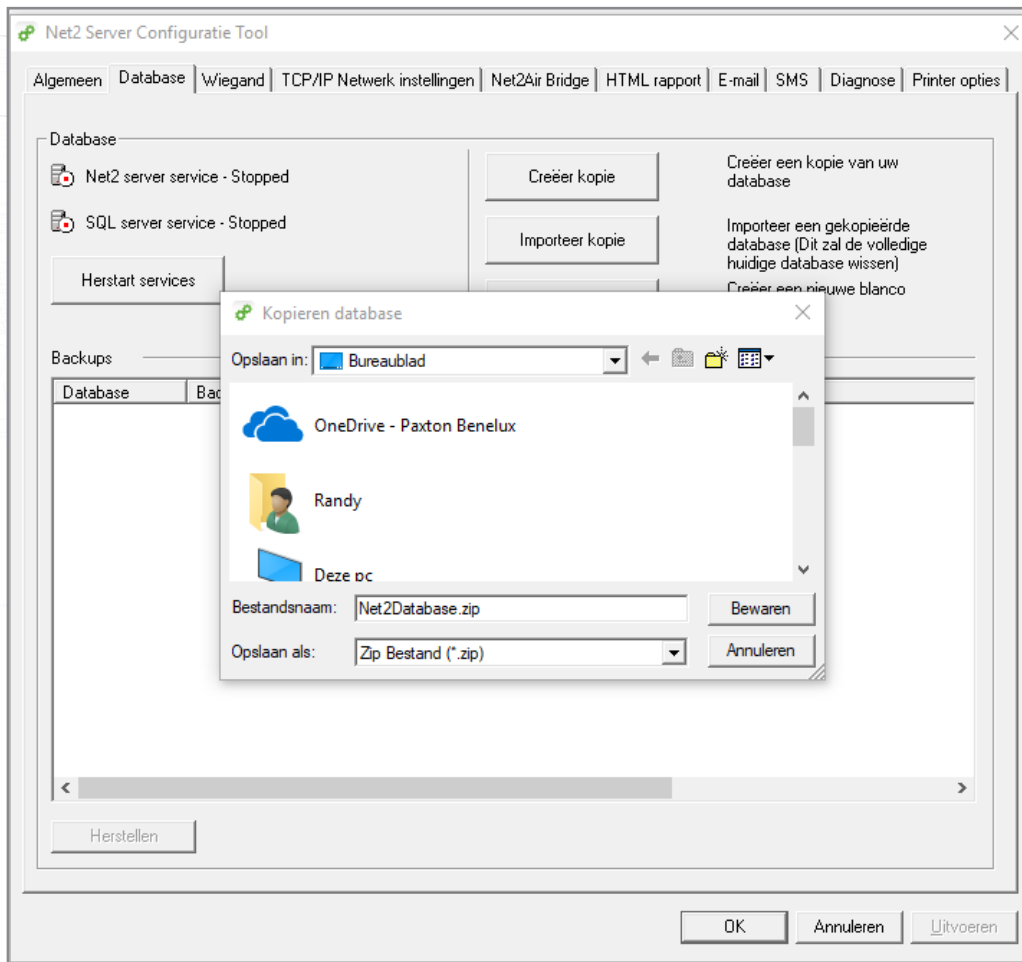 Net2 Server Configuratie Tool
Algemeen Database Wiegand TCP/IP Netwerk instellingen Net2Air Bridge HTML rapport E-mail SMS Diagnose Printer opties
Database
Net2 server service - Stopped
SQL server service - Stopped
Herstart services
Creëer kopie
Creëer een kopie van uw
database
Importeer kopie
Importeer een gekopieërde
database (Dit zal de volledige
huidige database wissen)
Creëer een nieuwe blanco
Kopieren database
Opslaan in: Bureaublad
OneDrive - Paxton Benelux
Randy
Deze pc
Bestandsnaam: Net2Database.zip Bewaren
Opslaan als: Zip Bestand (*.zip) Annuleren
Backups
Database Bac
Herstellen
OK Annuleren Uitvoeren